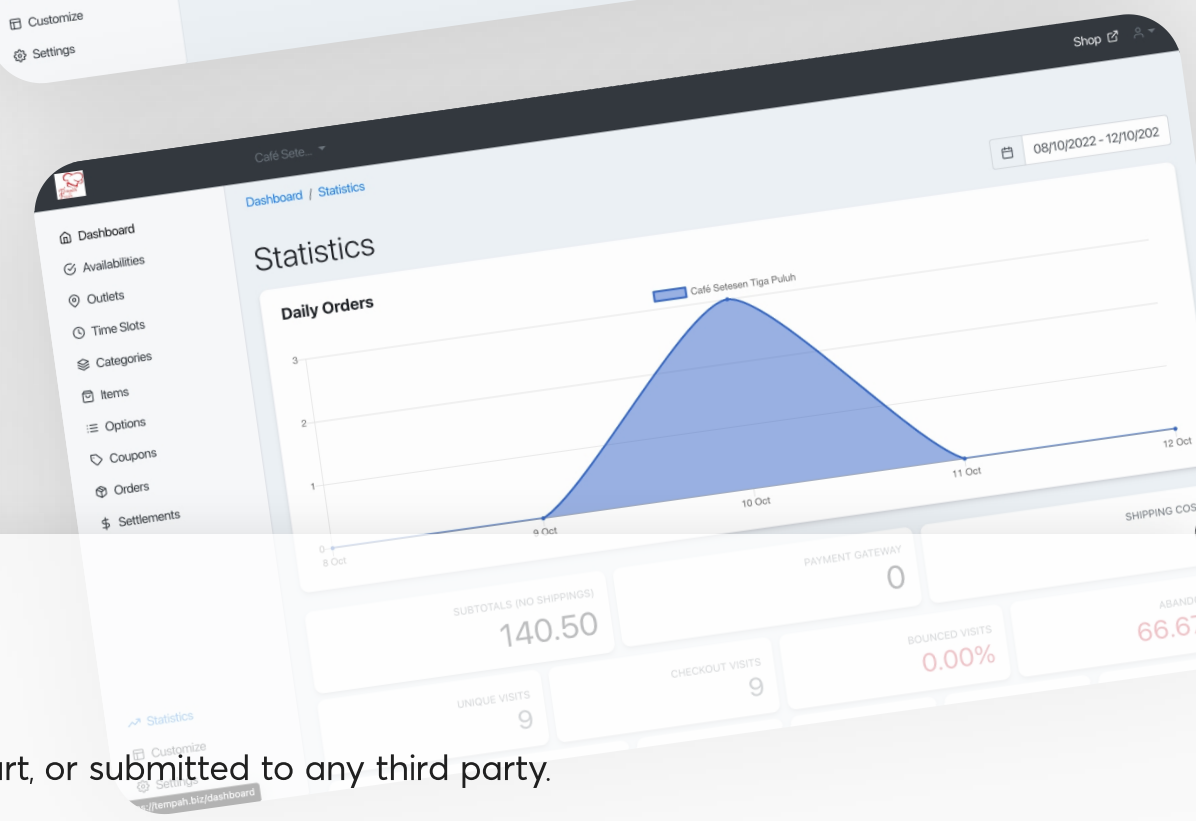 Customize
Settings
Shop
Café Sete...
08/10/2022 - 12/10/202
Dashboard / Statistics
Dashboard
Availabilities
Outlets
Time Slots
Categories
Items
Options
Coupons
Orders
Settlements
Statistics
Customize
Settings
Statistics
Daily Orders
Café Setesen Tiga Puluh
3
2
1
0
8 Oct
9 Oct
10 Oct
11 Oct
12 Oct
SUBTOTALS (NO SHIPPINGS)
140.50
PAYMENT GATEWAY
0
SHIPPING COS
UNIQUE VISITS
9
CHECKOUT VISITS
9
BOUNCED VISITS
0.00%
ABAND
66.67
art, or submitted to any third party.
s://tempah.biz/dashboard